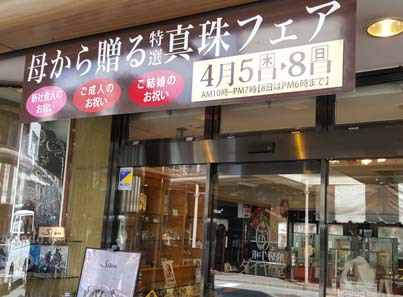 母から贈る特選真珠フェア
新社会人の
お祝い
ご成人の
お祝い
ご結婚の
お祝い
4月5木▶8日
AM10時~PM7時【8日はPM6時まで】